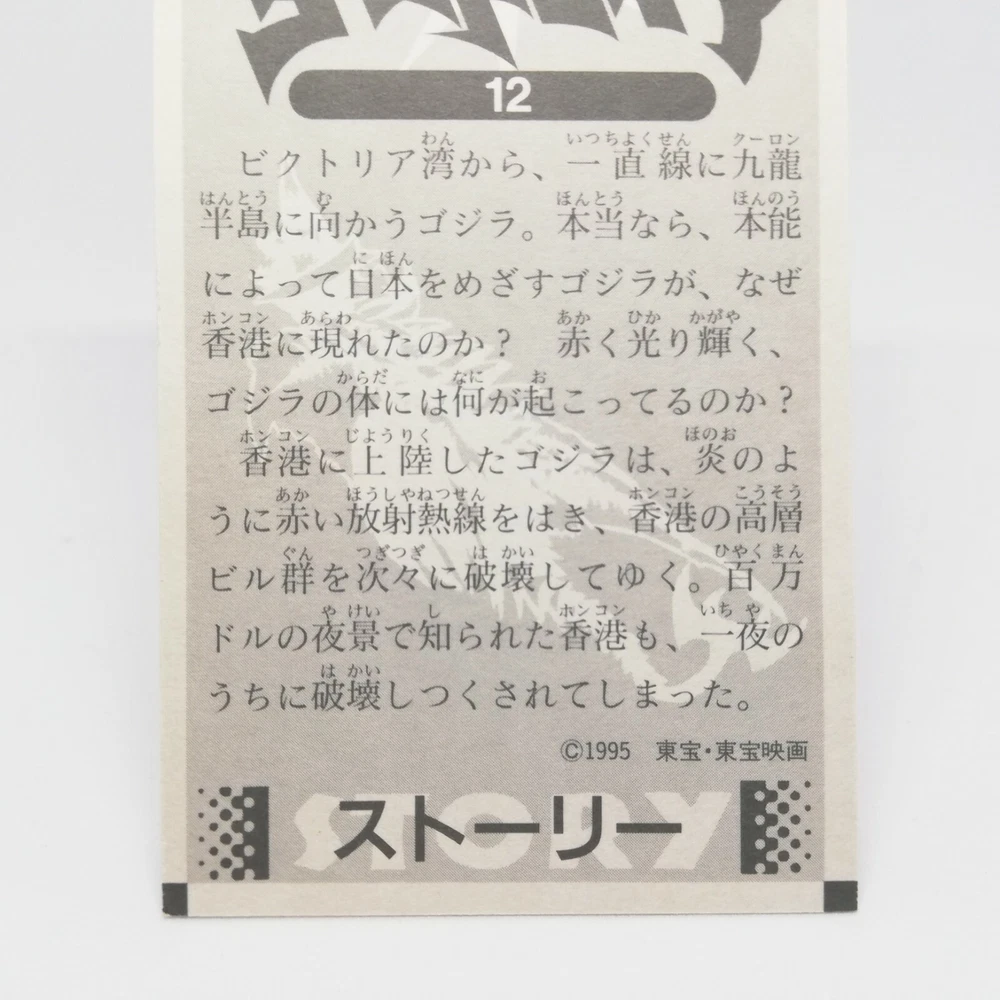 12
ビクトリア湾から、一直線に九龍
半島に向かうゴジラ。本当なら、本能
によって日本をめざすゴジラが、なぜ
香港に現れたのか？　赤く光り輝く、
ゴジラの体には何が起こってるのか？
香港に上陸したゴジラは、炎のよ
うに赤い放射熱線をはき、香港の高層
ビル群を次々に破壊してゆく。百万
ドルの夜景で知られた香港も、一夜の
うちに破壊しつくされてしまった。
©1995　東宝・東宝映画
STORY
ストーリー